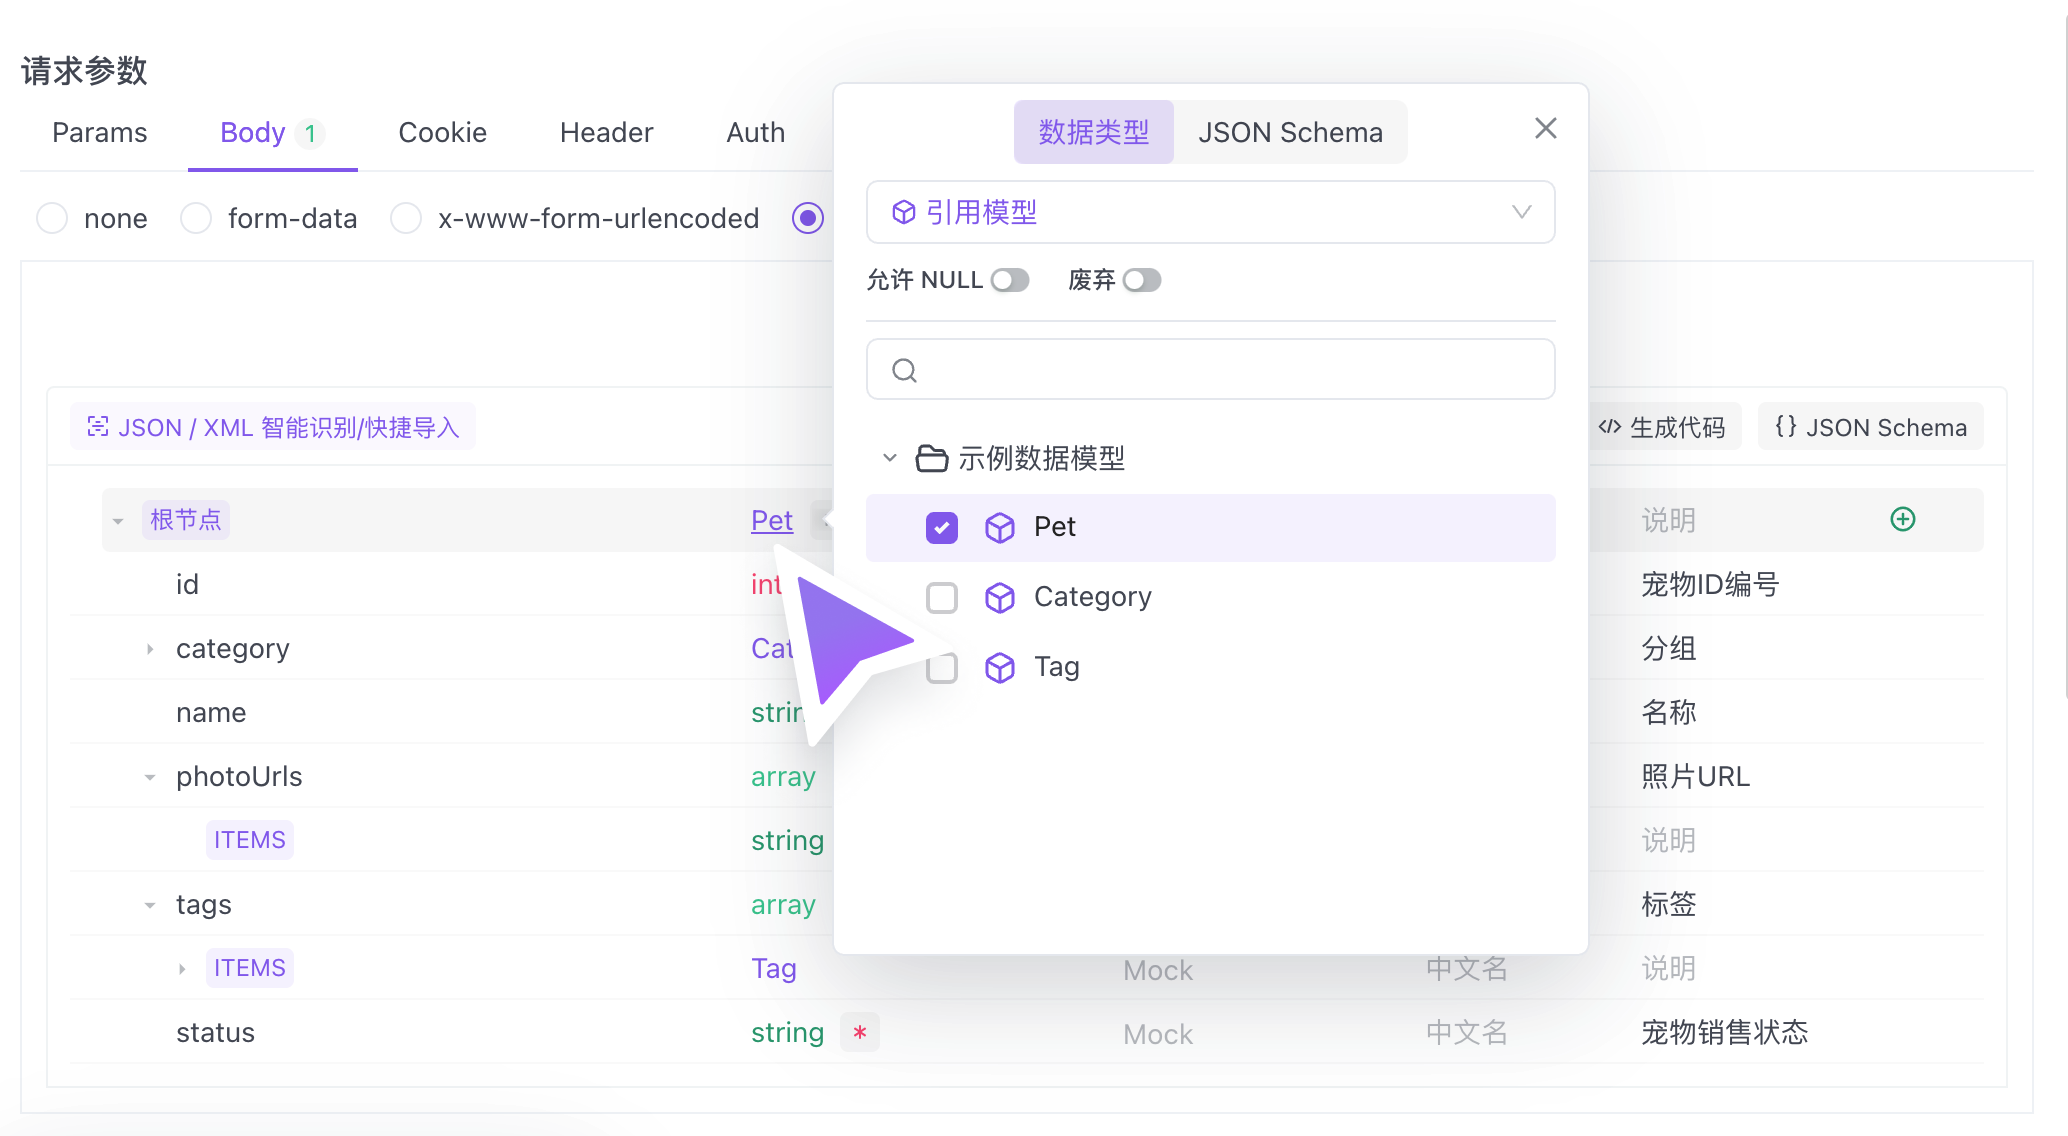 请求参数
Params Body 1 Cookie Header Auth
none form-data x-www-form-urlencoded
数据类型 JSON Schema
引用模型
允许 NULL 废弃
JSON / XML 智能识别/快捷导入
</> 生成代码 {} JSON Schema
示例数据模型
Pet
Category
Tag
根节点 Pet 说明
id 宠物ID编号
category 分组
name 名称
photoUrls array 照片URL
ITEMS string 说明
tags array 标签
ITEMS Tag Mock 中文名 说明
status string * Mock 中文名 宠物销售状态